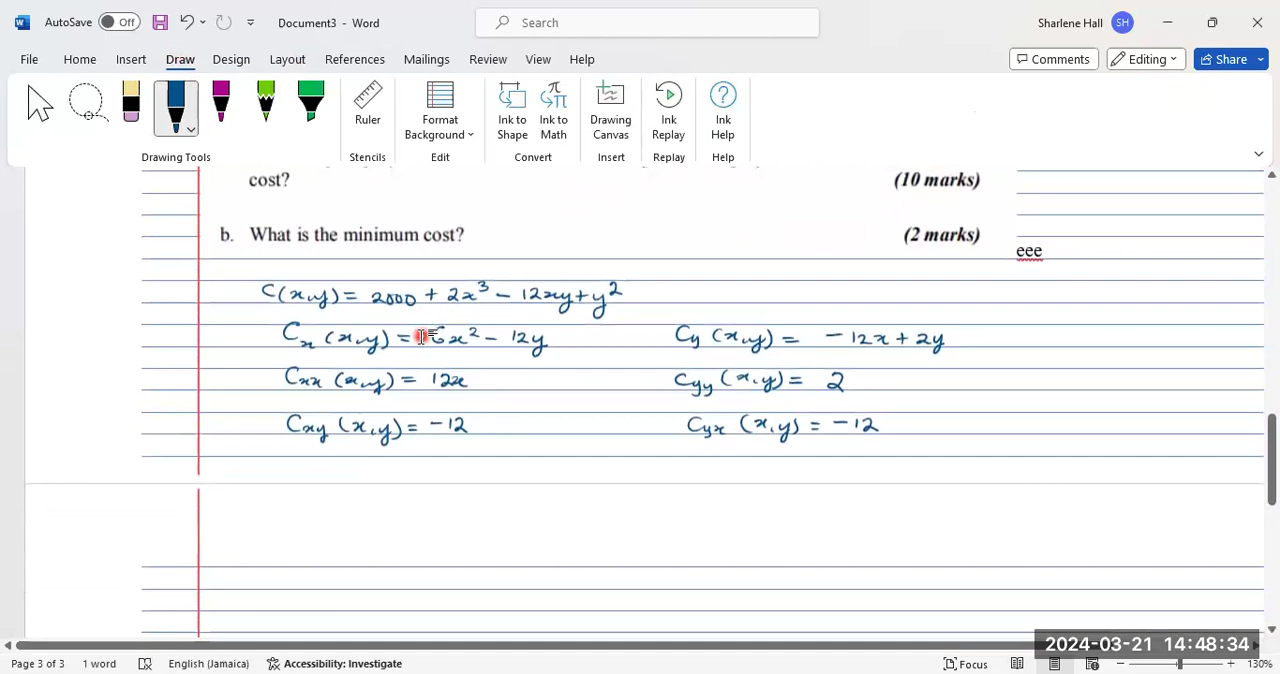 AutoSave Off Document3 - Word Search Sharlene Hall SH
File Home Insert Draw Design Layout References Mailings Review View Help Comments Editing Share
Ruler Format Background Ink to Shape Ink to Math Drawing Canvas Ink Replay Ink Help
Drawing Tools Stencils Edit Convert Insert Replay Help
cost? (10 marks)
b. What is the minimum cost? (2 marks)
eee
C(x,y) = 2000 + 2x³ - 12xy + y²
Cₓ (x,y) = 6x² - 12y Cy (x,y) = -12x + 2y
Cxx (x,y) = 12x Cyy (x,y) = 2
Cxy (x,y) = -12 Cyx (x,y) = -12
2024-03-21 14:48:34
Page 3 of 3 1 word English (Jamaica) Accessibility: Investigate Focus 130%